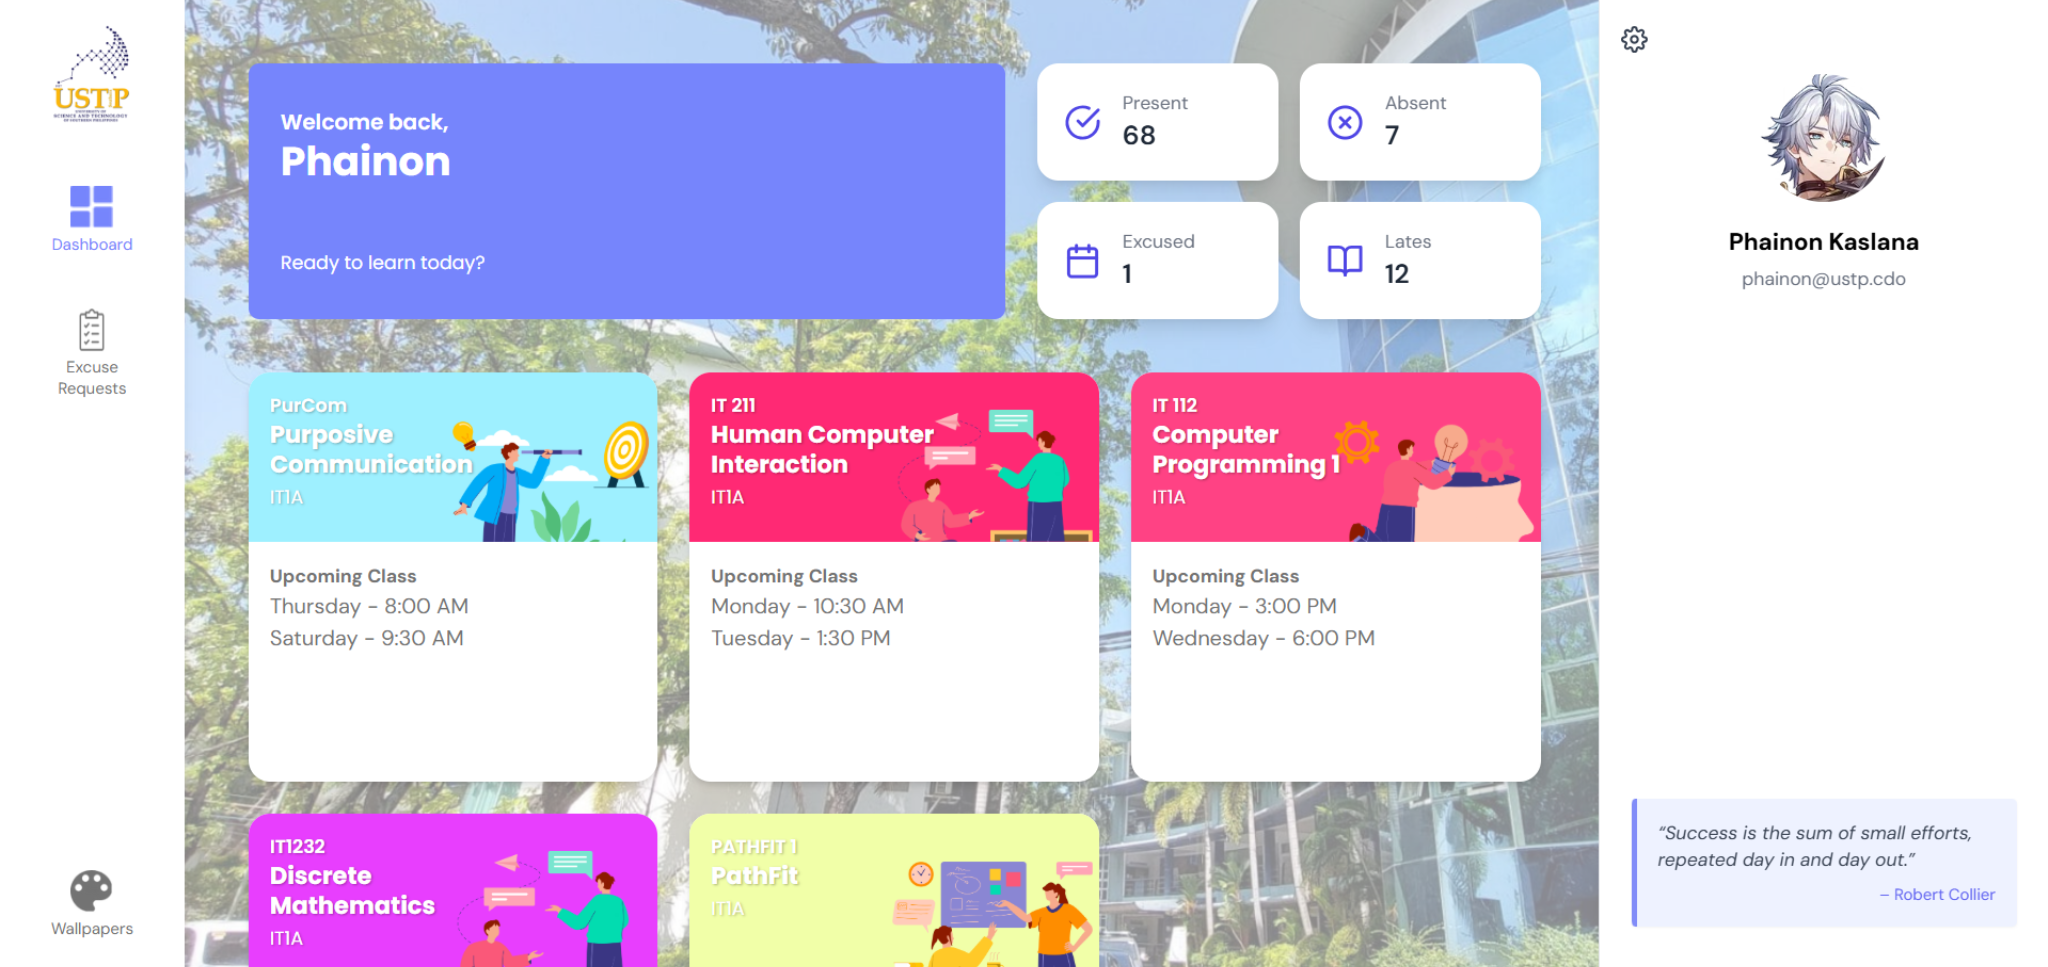 USTP
UNIVERSITY OF
SCIENCE AND TECHNOLOGY
OF SOUTHERN PHILIPPINES
Dashboard
Excuse
Requests
Wallpapers
Welcome back,
Phainon
Ready to learn today?
Present
68
Absent
7
Excused
1
Lates
12
PurCom
Purposive
Communication
IT1A
Upcoming Class
Thursday - 8:00 AM
Saturday - 9:30 AM
IT 211
Human Computer
Interaction
IT1A
Upcoming Class
Monday - 10:30 AM
Tuesday - 1:30 PM
IT 112
Computer
Programming 1
IT1A
Upcoming Class
Monday - 3:00 PM
Wednesday - 6:00 PM
IT1232
Discrete
Mathematics
IT1A
PATHFIT 1
PathFit
IT1A
Phainon Kaslana
phainon@ustp.cdo
“Success is the sum of small efforts,
repeated day in and day out.”
– Robert Collier